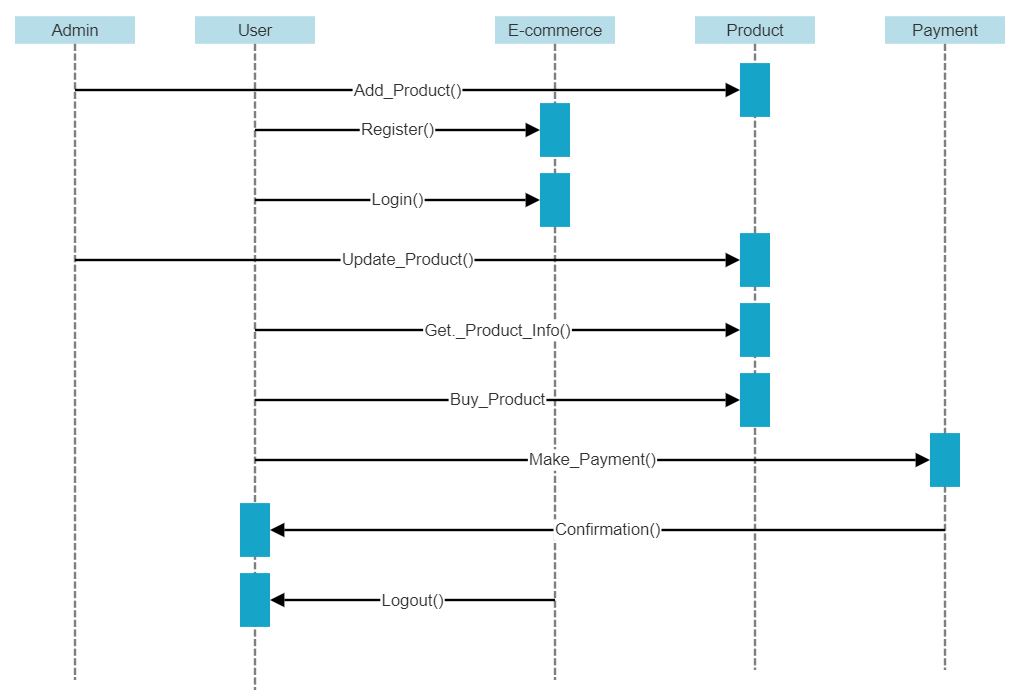 Admin
User
E-commerce
Product
Payment
Add_Product()
Register()
Login()
Update_Product()
Get._Product_Info()
Buy_Product
Make_Payment()
Confirmation()
Logout()